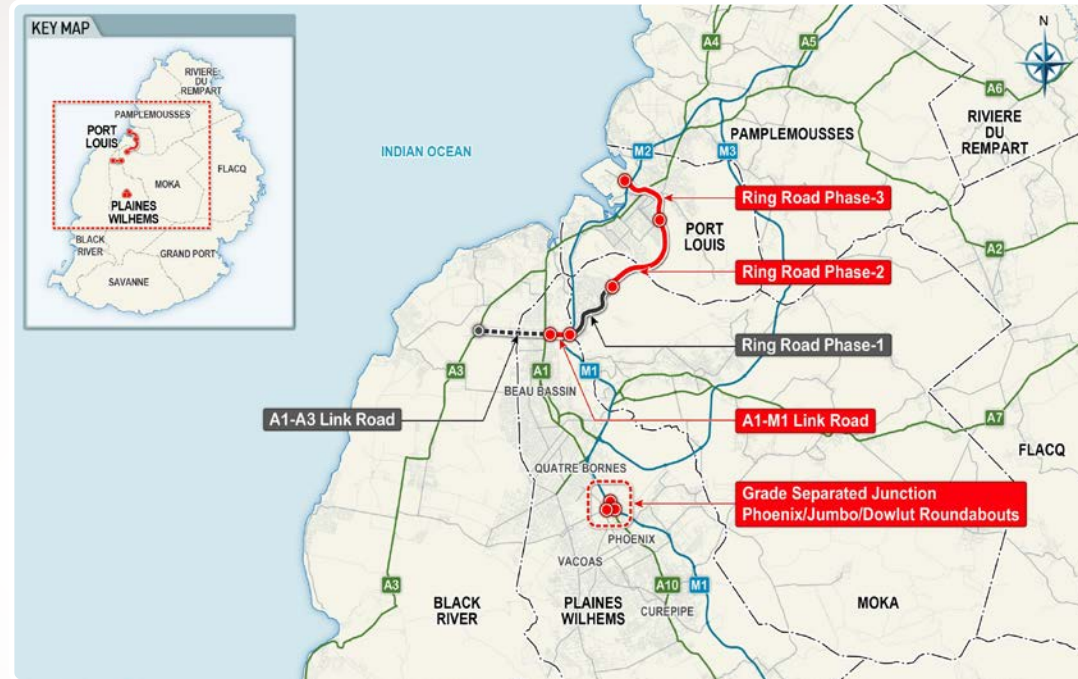 KEY MAP
RIVIERE
DU
REMPART
PAMPLEMOUSSES
PORT
LOUIS
MOKA
FLACQ
PLAINES
WILHEMS
BLACK
RIVER
GRAND PORT
SAVANNE
INDIAN OCEAN
N
A4
A5
A6
M2
M3
PAMPLEMOUSSES
RIVIERE
DU
REMPART
Ring Road Phase-3
PORT
LOUIS
A2
Ring Road Phase-2
Ring Road Phase-1
A3
A1
M1
BEAU BASSIN
A1-A3 Link Road
A1-M1 Link Road
A7
FLACQ
QUATRE BORNES
Grade Separated Junction
Phoenix/Jumbo/Dowlut Roundabouts
PHOENIX
VACOAS
A3
A10
M1
BLACK
RIVER
PLAINES
WILHEMS
CUREPIPE
MOKA